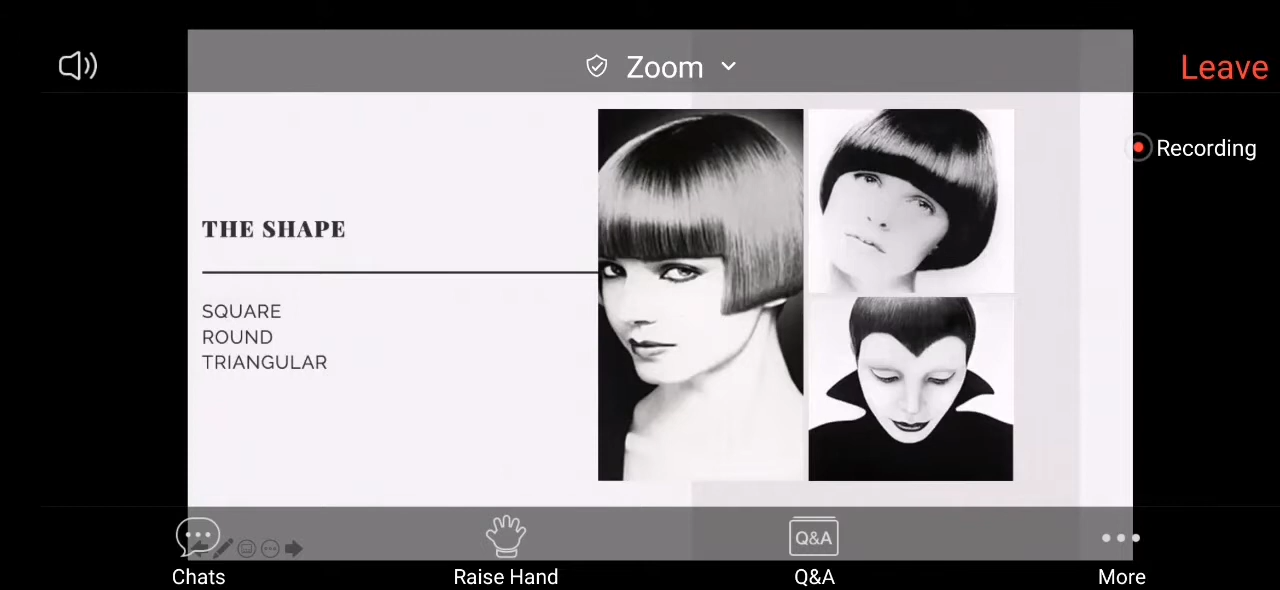 Zoom
Leave
Recording
THE SHAPE
SQUARE
ROUND
TRIANGULAR
Q&A
Chats
Raise Hand
Q&A
More